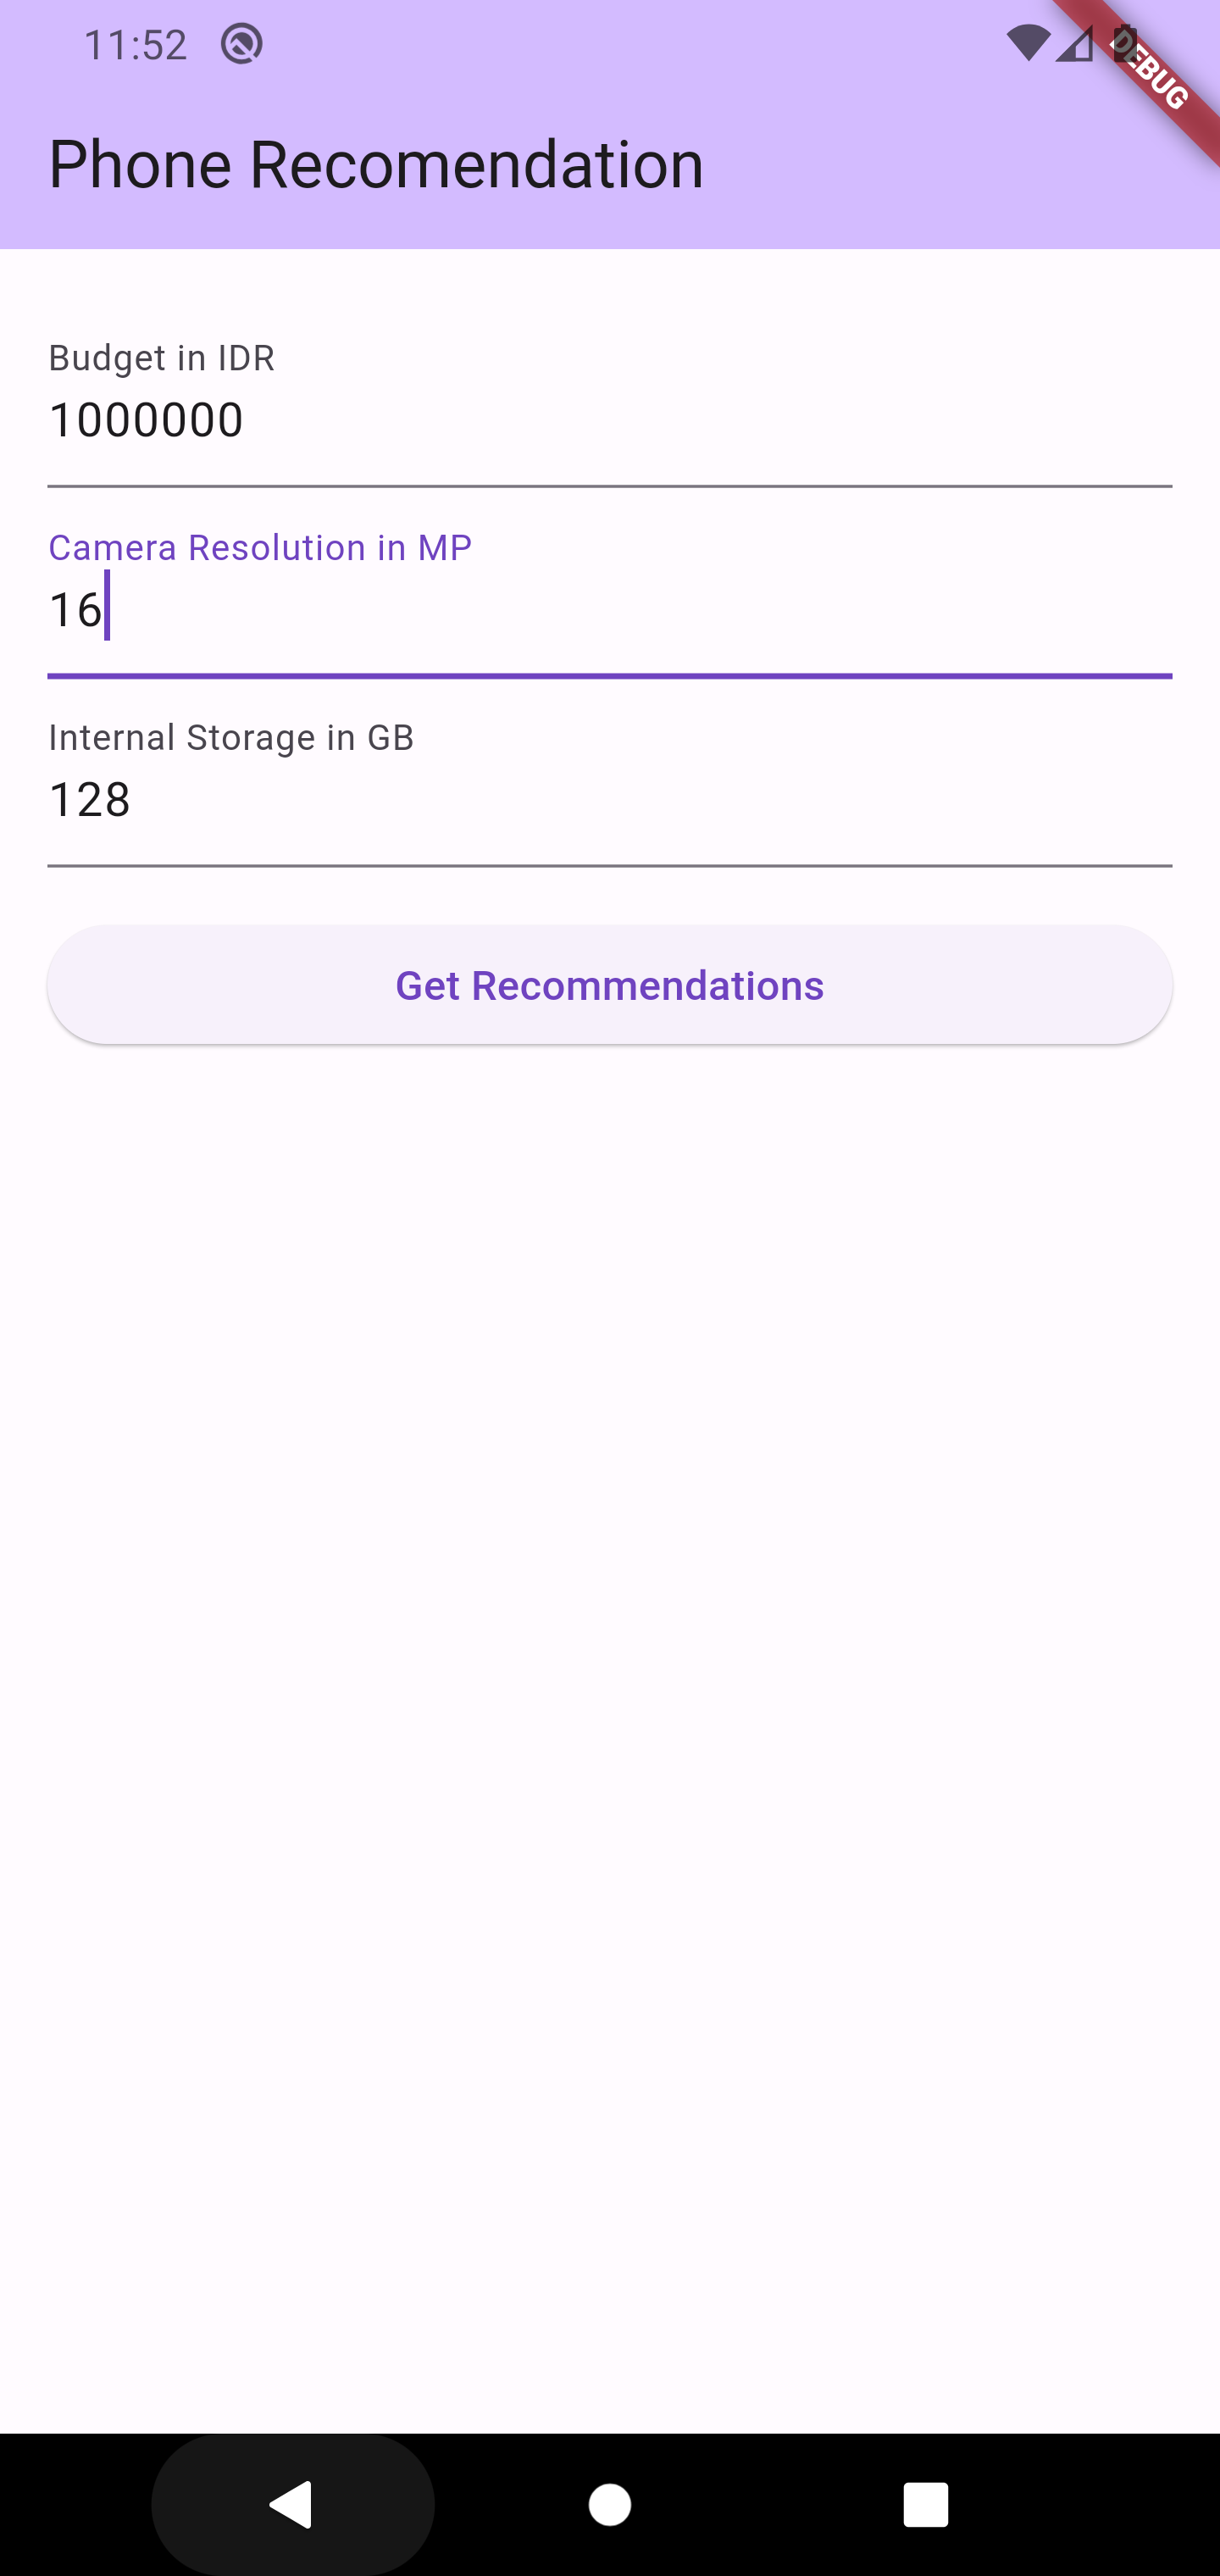 11:52
DEBUG
Phone Recomendation
Budget in IDR
1000000
Camera Resolution in MP
16
Internal Storage in GB
128
Get Recommendations